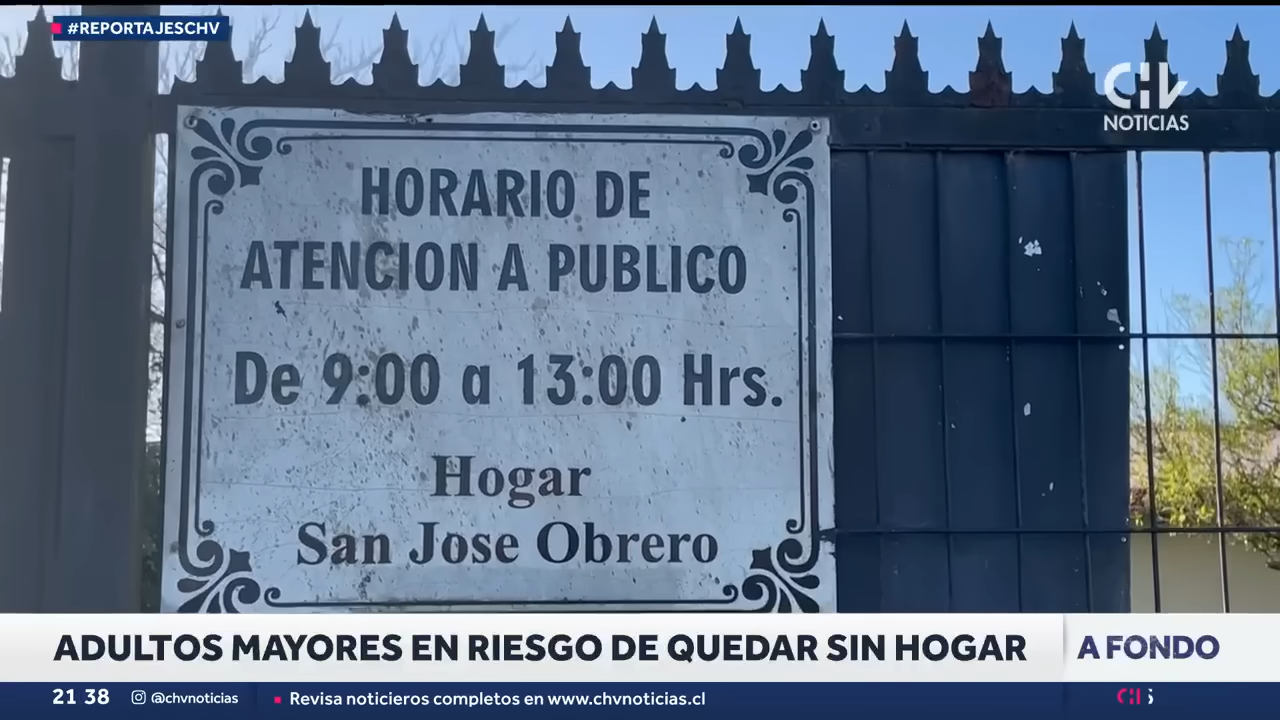 #REPORTAJESCHV
CHV
NOTICIAS
HORARIO DE
ATENCION A PUBLICO
De 9:00 a 13:00 Hrs.
Hogar
San Jose Obrero
ADULTOS MAYORES EN RIESGO DE QUEDAR SIN HOGAR
A FONDO
21 38
@chvnoticias
Revisa noticieros completos en www.chvnoticias.cl